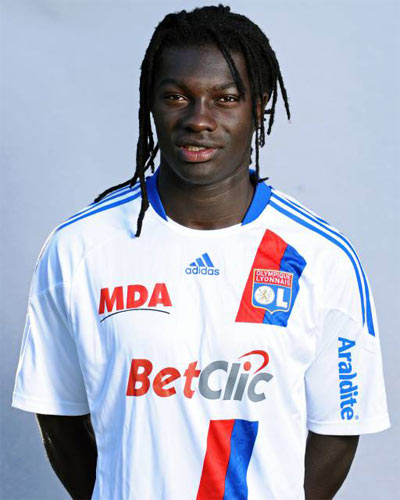 adidas
OLYMPIQUE
LYONNAIS
OL
MDA
BetClic
Araldite